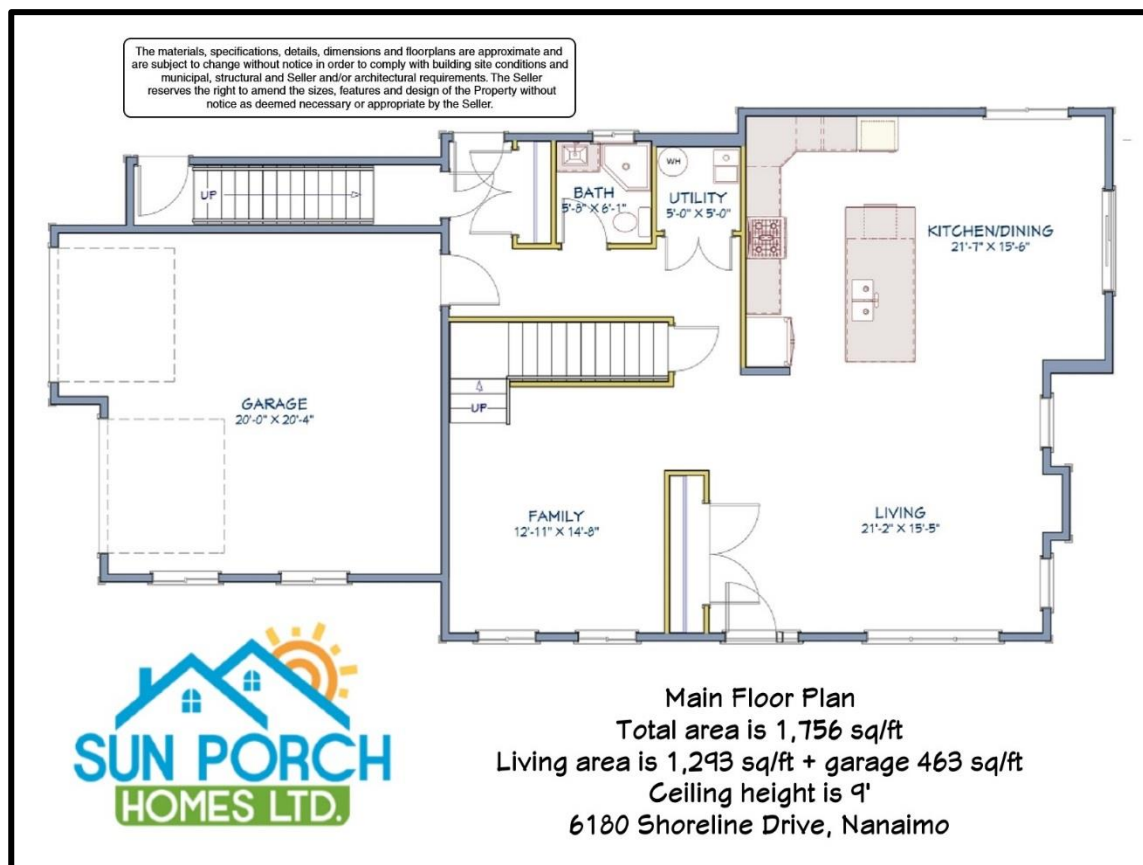 The materials, specifications, details, dimensions and floorplans are approximate and
are subject to change without notice in order to comply with building site conditions and
municipal, structural and Seller and/or architectural requirements. The Seller
reserves the right to amend the sizes, features and design of the Property without
notice as deemed necessary or appropriate by the Seller.
UP
BATH
5'-8" X 6'-1"
WH
UTILITY
5'-0" X 5'-0"
KITCHEN/DINING
21'-7" X 15'-6"
GARAGE
20'-0" X 20'-4"
UP
FAMILY
12'-11" X 14'-8"
LIVING
21'-2" X 15'-5"
SUN PORCH
HOMES LTD.
Main Floor Plan
Total area is 1,756 sq/ft
Living area is 1,293 sq/ft + garage 463 sq/ft
Ceiling height is 9'
6180 Shoreline Drive, Nanaimo